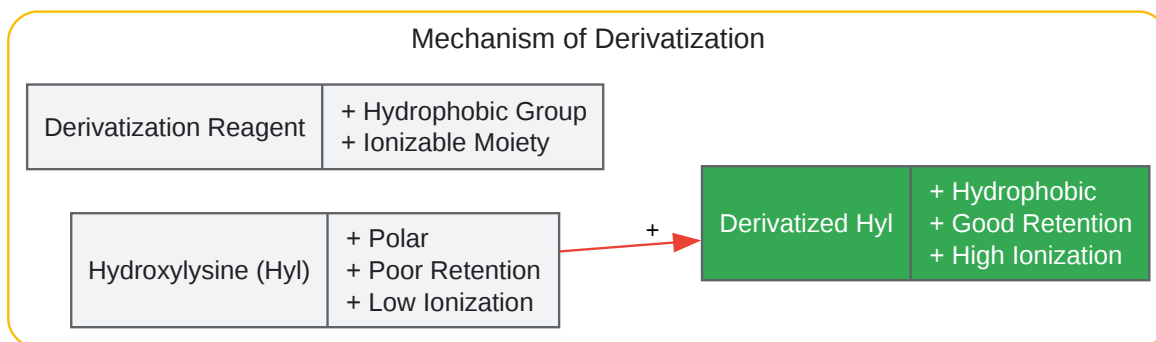 Mechanism of Derivatization
Derivatization Reagent
+ Hydrophobic Group
+ Ionizable Moiety
Hydroxylysine (Hyl)
+ Polar
+ Poor Retention
+ Low Ionization
+
Derivatized Hyl
+ Hydrophobic
+ Good Retention
+ High Ionization